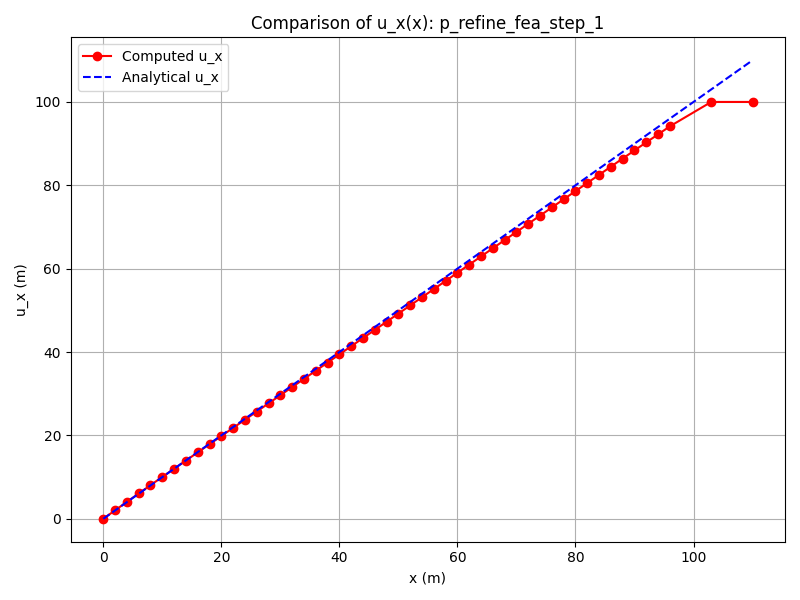 Comparison of u_x(x): p_refine_fea_step_1
Computed u_x
Analytical u_x
100
80
60
40
20
0
u_x (m)
0 20 40 60 80 100
x (m)